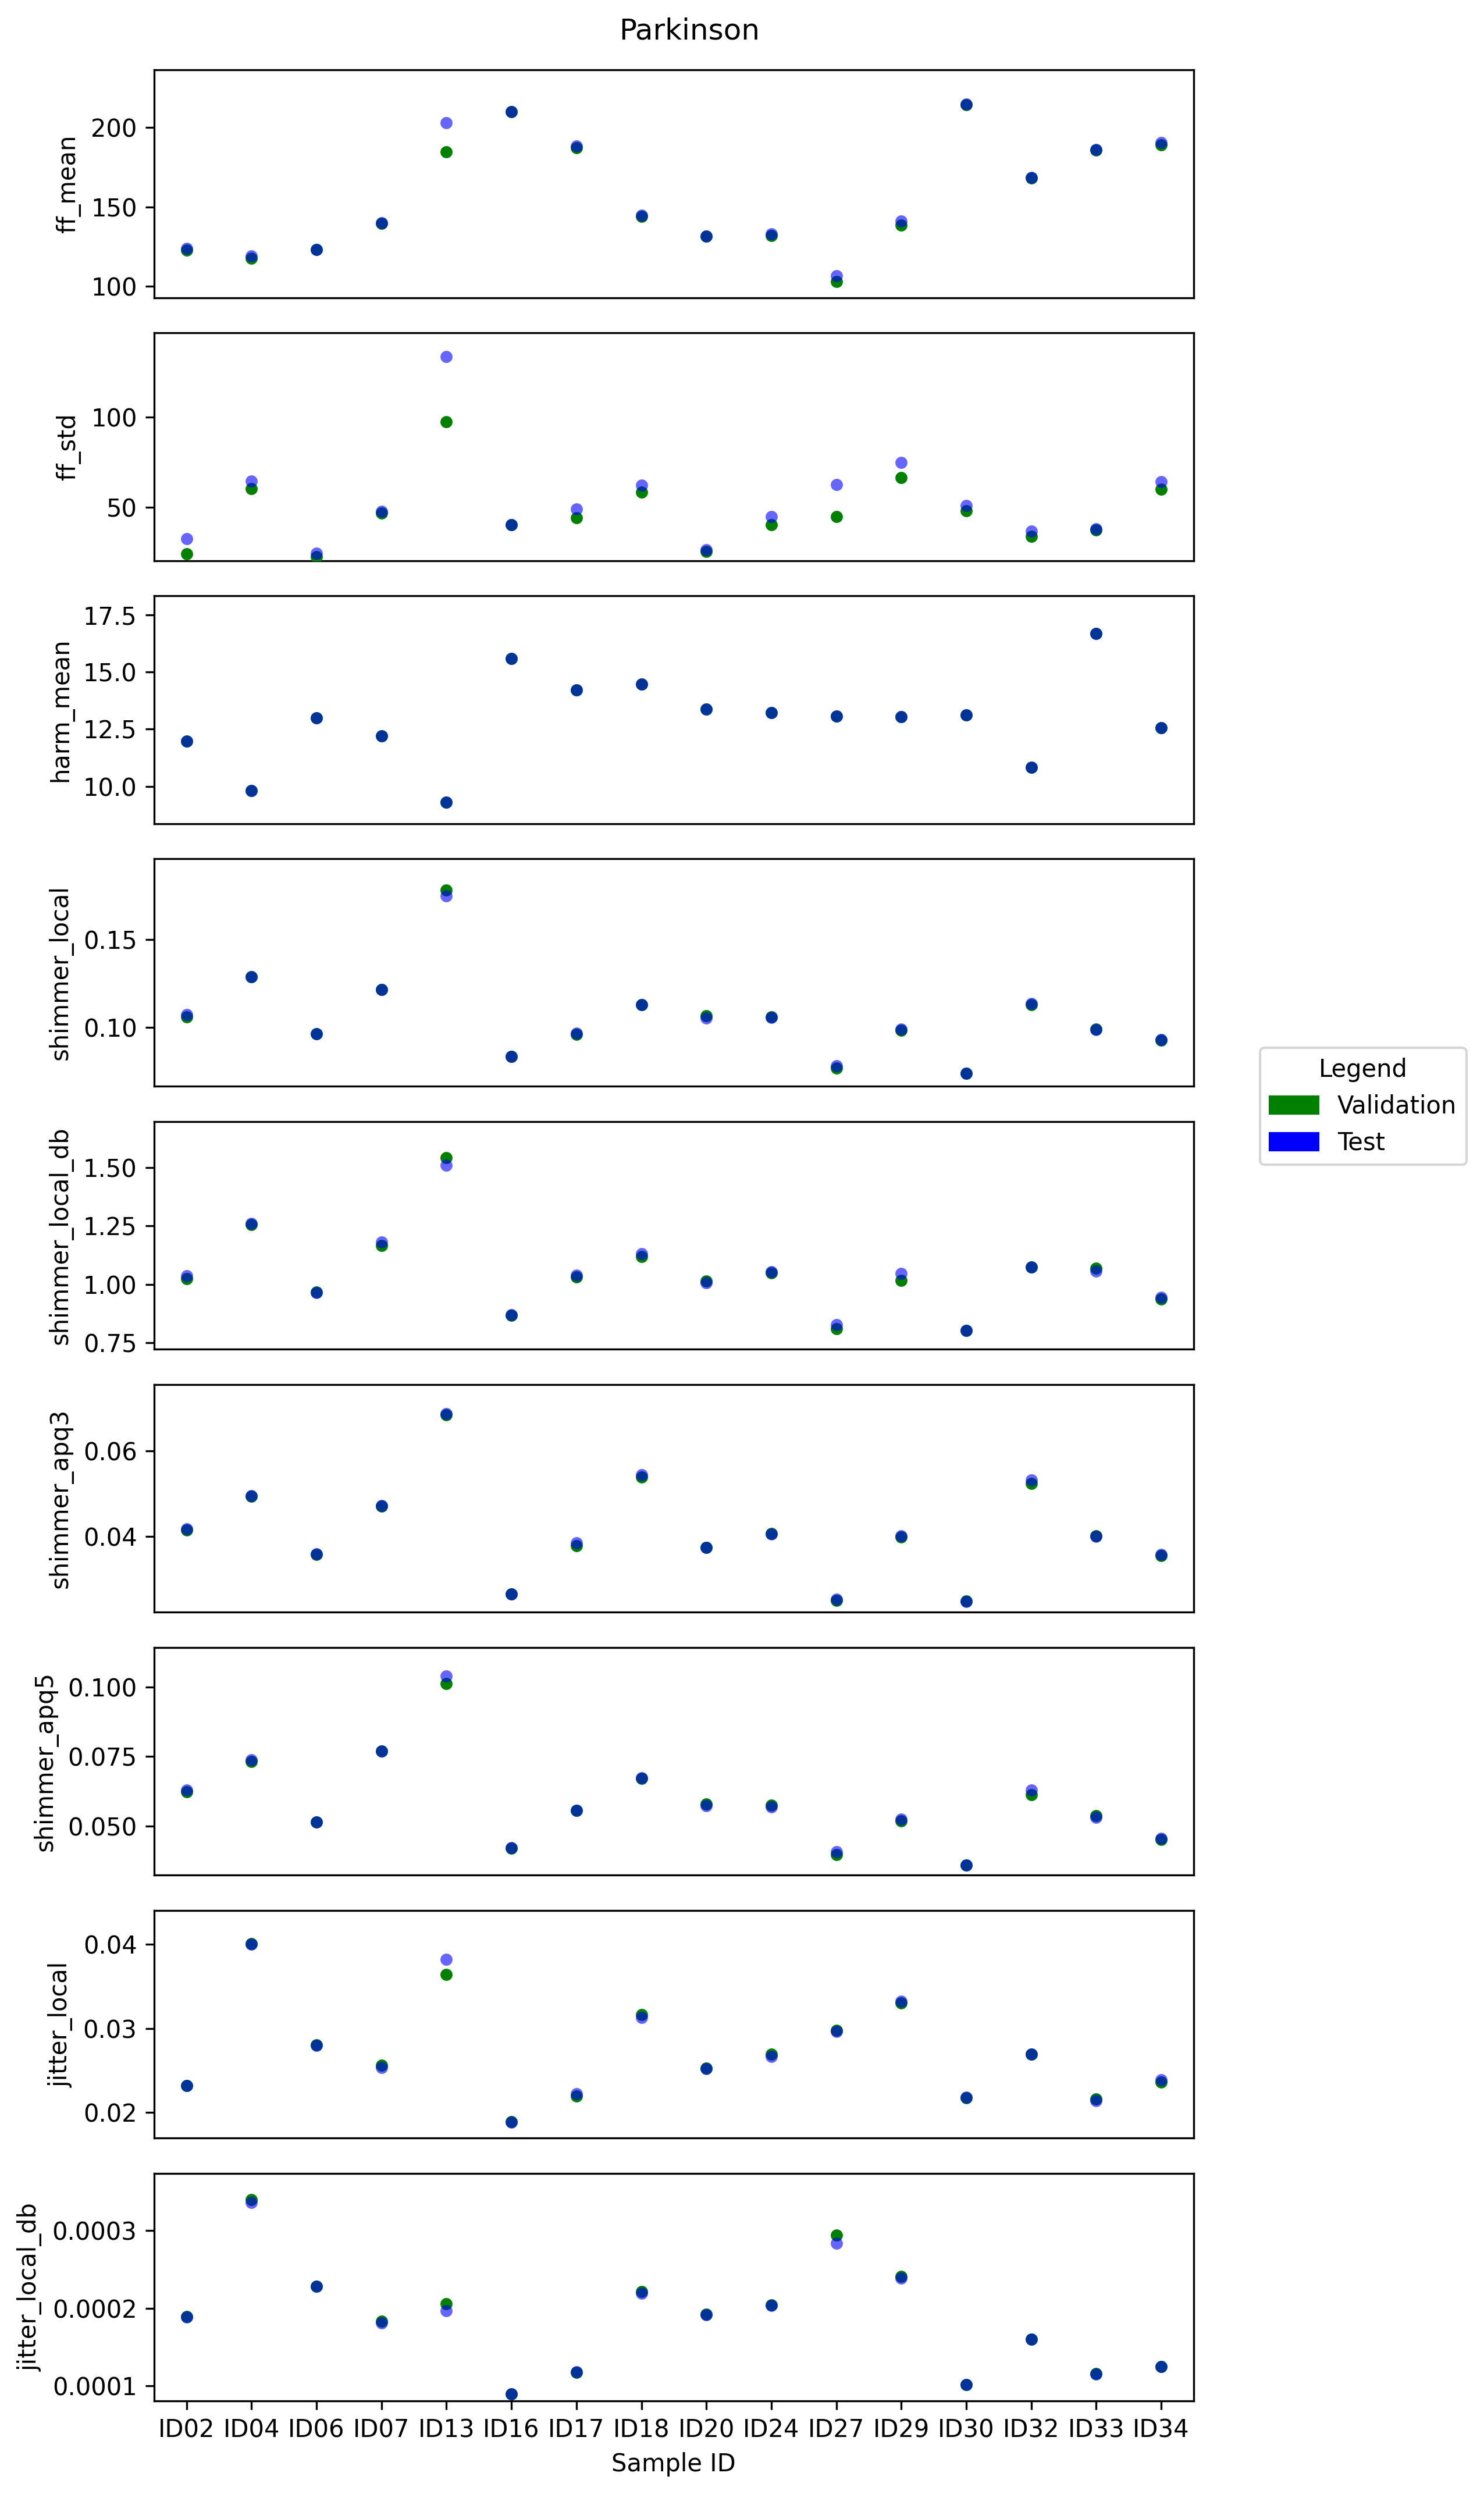 Parkinson
ff_mean
200
150
100
ff_std
100
50
harm_mean
17.5
15.0
12.5
10.0
shimmer_local
0.15
0.10
shimmer_local_db
1.50
1.25
1.00
0.75
shimmer_apq3
0.06
0.04
shimmer_apq5
0.100
0.075
0.050
jitter_local
0.04
0.03
0.02
jitter_local_db
0.0003
0.0002
0.0001
ID02 ID04 ID06 ID07 ID13 ID16 ID17 ID18 ID20 ID24 ID27 ID29 ID30 ID32 ID33 ID34
Sample ID
Legend
Validation
Test